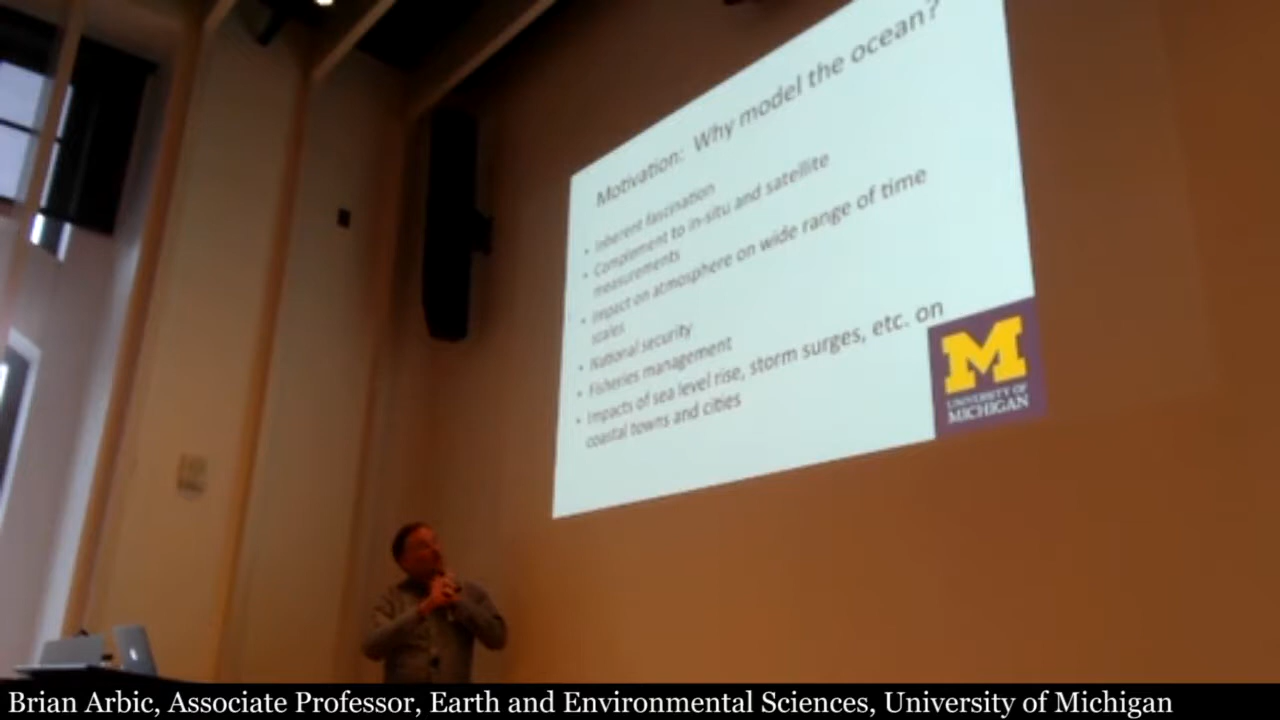 Motivation: Why model the ocean?
• Inherent fascination
• Complement to in-situ and satellite
measurements
• Impact on atmosphere on wide range of time
scales
• National security
• Fisheries management
• Impacts of sea level rise, storm surges, etc. on
coastal towns and cities
M
UNIVERSITY OF
MICHIGAN
Brian Arbic, Associate Professor, Earth and Environmental Sciences, University of Michigan